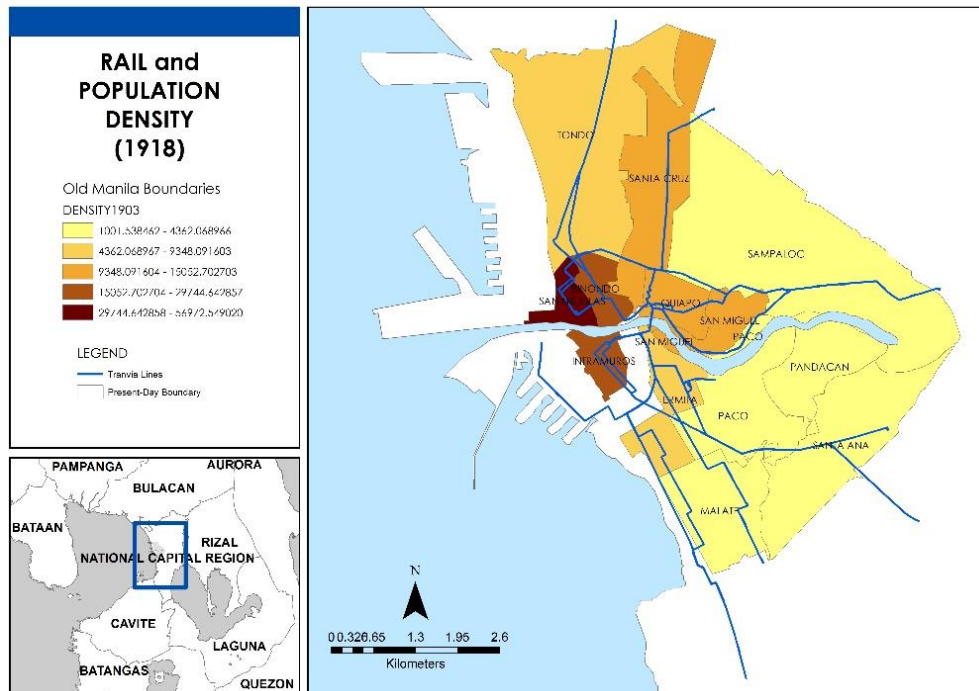 RAIL and
POPULATION
DENSITY
(1918)
Old Manila Boundaries
DENSITY1903
1001.538462 - 4362.068966
4362.068967 - 9348.091603
9348.091604 - 15052.702703
15052.702704 - 29744.642857
29744.642858 - 56972.549020
LEGEND
Tranvia Lines
Present-Day Boundary
PAMPANGA
AURORA
BULACAN
BATAAN
RIZAL
NATIONAL CAPITAL REGION
CAVITE
LAGUNA
BATANGAS
QUEZON
TONDO
SANTA CRUZ
SAMPALOC
BINONDO
SAN NICOLAS
QUIAPO
SAN MIGUEL
PACO
SAN MIGUEL
INTRAMUROS
PANDACAN
ERMITA
PACO
SANTA ANA
MALATE
N
0 0.325 0.65 1.3 1.95 2.6
Kilometers